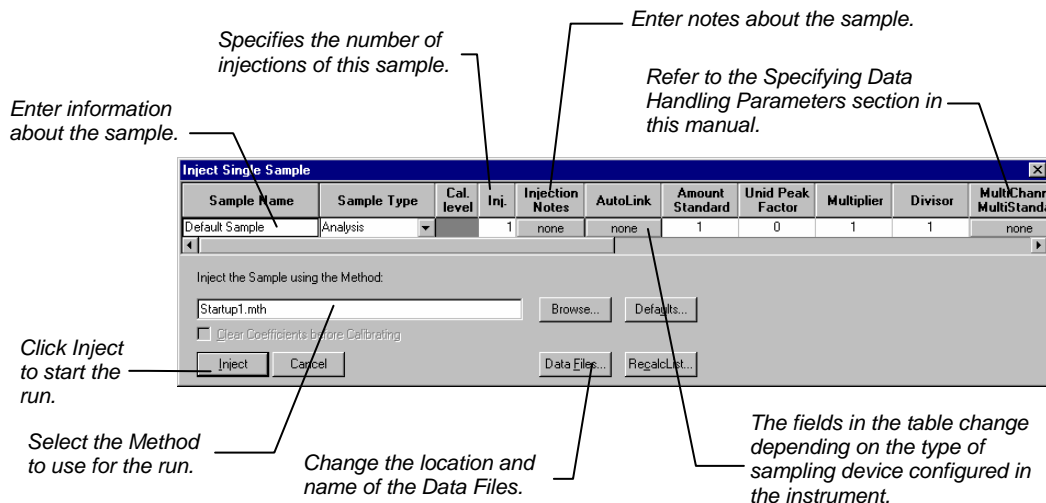 Enter notes about the sample.
Specifies the number of
injections of this sample.
Refer to the Specifying Data
Handling Parameters section in
this manual.
Enter information
about the sample.
Inject Single Sample
Sample Name Sample Type Cal. level Inj. Injection Notes AutoLink Amount Standard Unid Peak Factor Multiplier Divisor MultiChann MultiStanda
Default Sample Analysis 1 none none 1 0 1 1 none
Inject the Sample using the Method:
Startup1.mth Browse... Defaults...
Clear Coefficients before Calibrating
Inject Cancel Data Files... RecalcList...
Click Inject
to start the
run.
Select the Method
to use for the run.
Change the location and
name of the Data Files.
The fields in the table change
depending on the type of
sampling device configured in
the instrument.